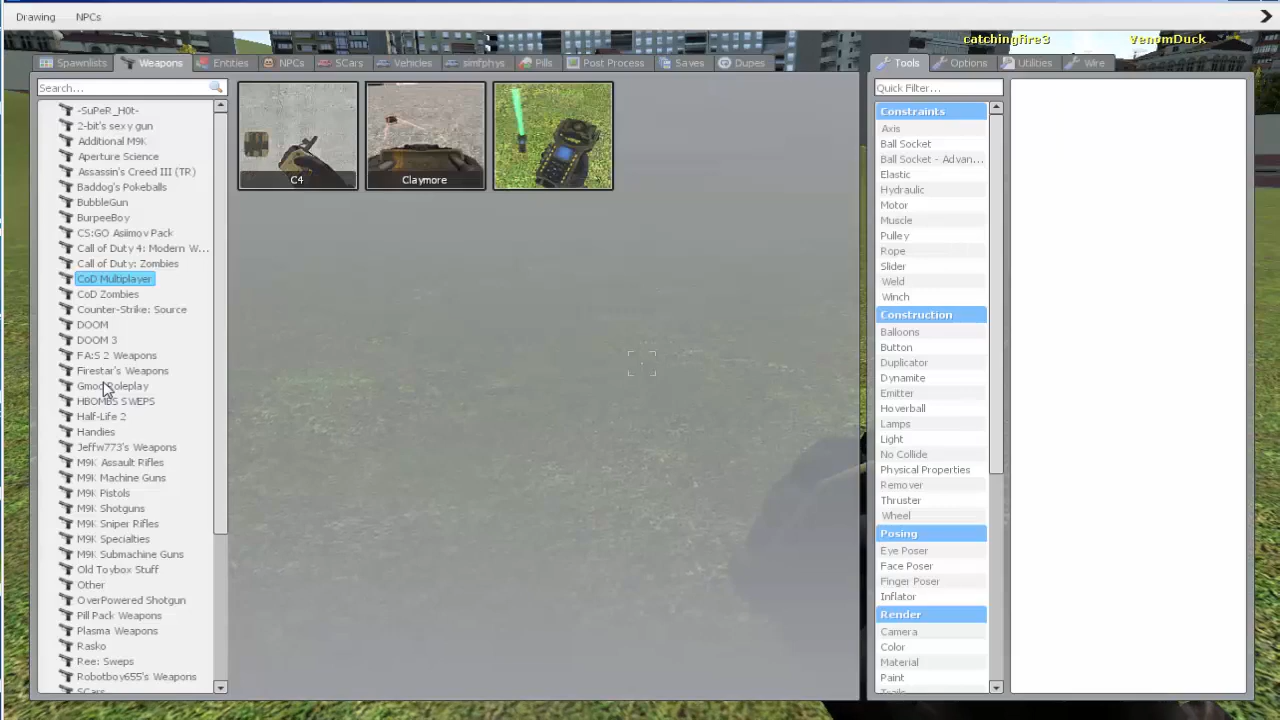 Drawing NPCs
catchingfire3 VenomDuck
Spawnlists Weapons Entities NPCs SCars Vehicles simfphys Pills Post Process Saves Dupes
Tools Options Utilities Wire
Search...
Quick Filter...
-SuPeR_H0t-
2-bit's sexy gun
Additional M9K
Aperture Science
Assassin's Creed III (TR)
Baddog's Pokeballs
BubbleGun
BurpeeBoy
CS:GO Asiimov Pack
Call of Duty 4: Modern W...
Call of Duty: Zombies
CoD Multiplayer
CoD Zombies
Counter-Strike: Source
DOOM
DOOM 3
FA:S 2 Weapons
Firestar's Weapons
Gmod Roleplay
HBOMBS SWEPS
Half-Life 2
Handies
Jeffw773's Weapons
M9K Assault Rifles
M9K Machine Guns
M9K Pistols
M9K Shotguns
M9K Sniper Rifles
M9K Specialties
M9K Submachine Guns
Old Toybox Stuff
Other
OverPowered Shotgun
Pill Pack Weapons
Plasma Weapons
Rasko
Ree: Sweps
Robotboy655's Weapons
SCars
C4
Claymore
Constraints
Axis
Ball Socket
Ball Socket - Advan...
Elastic
Hydraulic
Motor
Muscle
Pulley
Rope
Slider
Weld
Winch
Construction
Balloons
Button
Duplicator
Dynamite
Emitter
Hoverball
Lamps
Light
No Collide
Physical Properties
Remover
Thruster
Wheel
Posing
Eye Poser
Face Poser
Finger Poser
Inflator
Render
Camera
Color
Material
Paint
Trails